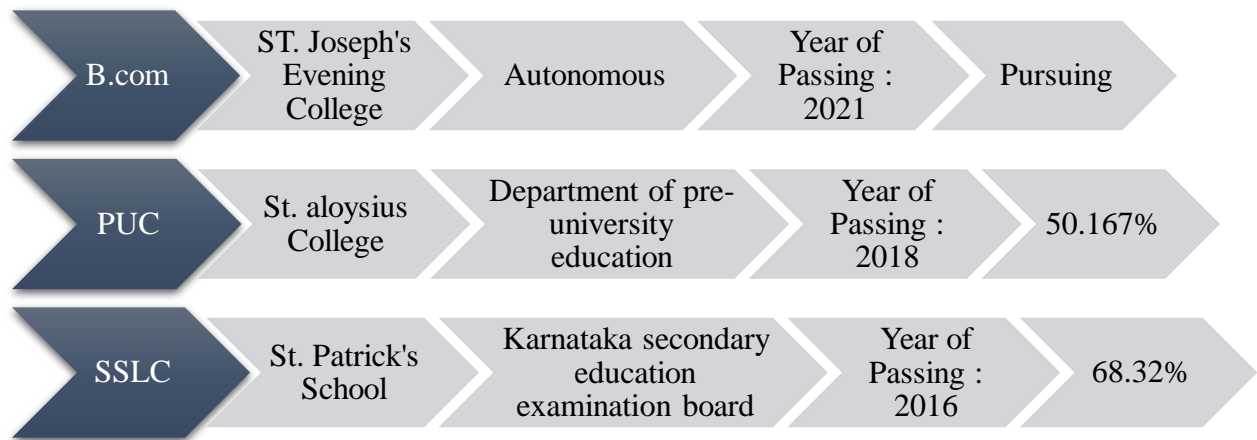 B.com
ST. Joseph's
Evening
College
Autonomous
Year of
Passing :
2021
Pursuing
PUC
St. aloysius
College
Department of pre-
university
education
Year of
Passing :
2018
50.167%
SSLC
St. Patrick's
School
Karnataka secondary
education
examination board
Year of
Passing :
2016
68.32%